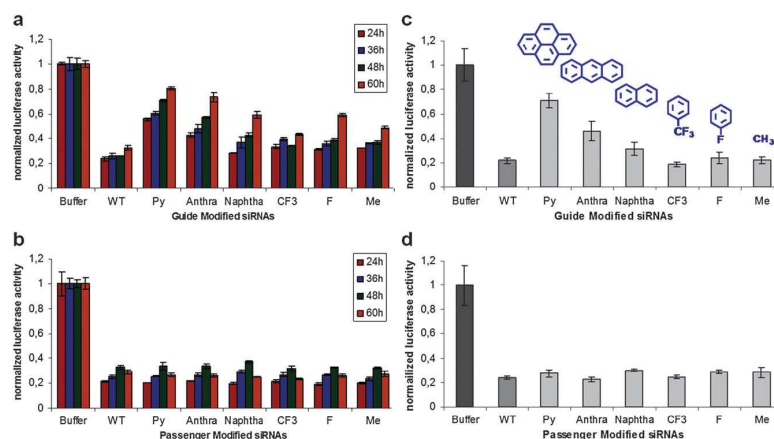 a
normalized luciferase activity
1,2
1
0,8
0,6
0,4
0,2
0
24h
36h
48h
60h
Buffer WT Py Anthra Naphtha CF3 F Me
Guide Modified siRNAs
b
normalized luciferase activity
1,2
1
0,8
0,6
0,4
0,2
0
24h
36h
48h
60h
Buffer WT Py Anthra Naphtha CF3 F Me
Passenger Modified siRNAs
c
normalized luciferase activity
1,2
1
0,8
0,6
0,4
0,2
0
CF3
F
CH3
Buffer WT Py Anthra Naphtha CF3 F Me
Guide Modified siRNAs
d
normalized luciferase activity
1,2
1
0,8
0,6
0,4
0,2
0
Buffer WT Py Anthra Naphtha CF3 F Me
Passenger Modified siRNAs